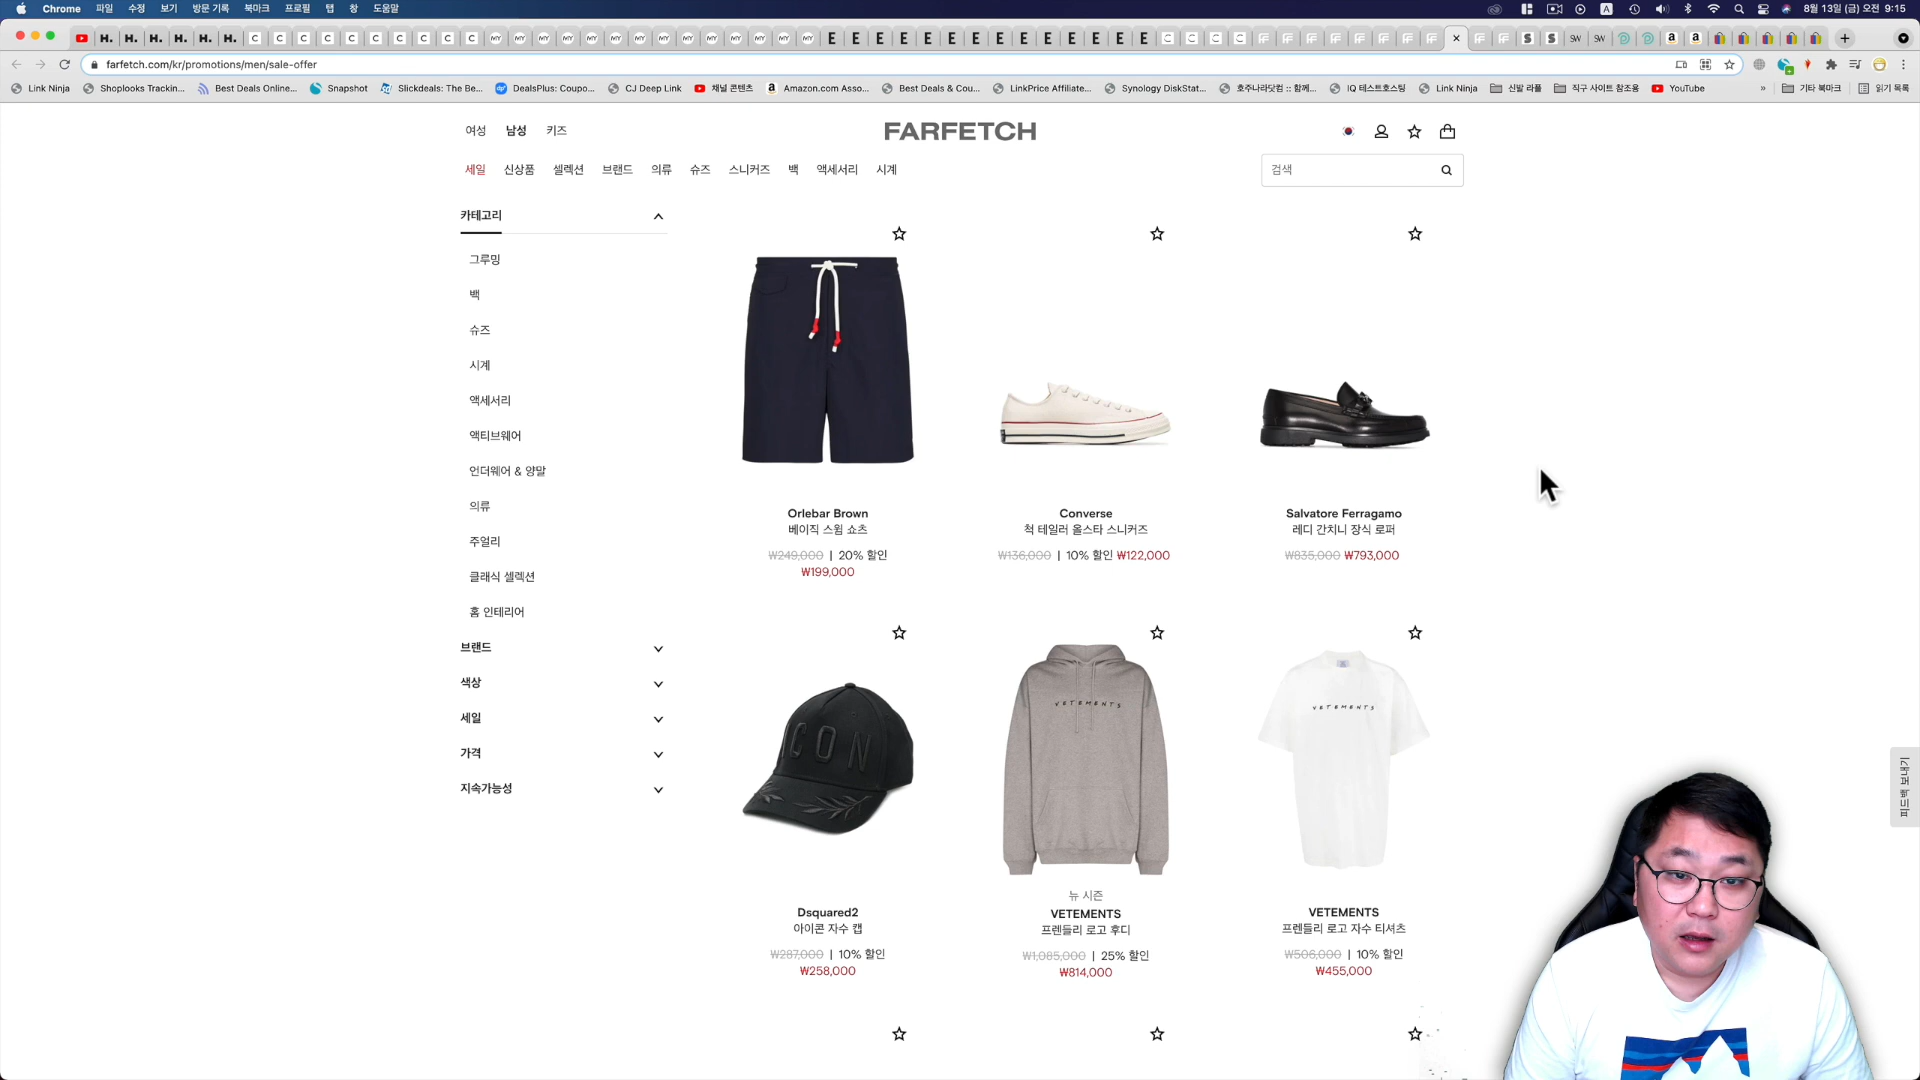 Chrome 파일 수정 보기 방문 기록 북마크 프로필 탭 창 도움말
8월 13일 (금) 오전 9:15
farfetch.com/kr/promotions/men/sale-offer
Link Ninja Shoplooks Trackin... Best Deals Online... Snapshot Slickdeals: The Be... DealsPlus: Coupo... CJ Deep Link 채널 콘텐츠 Amazon.com Asso... Best Deals & Cou... LinkPrice Affiliate... Synology DiskStat... 호주나라닷컴 :: 함께... IQ 테스트호스팅 Link Ninja 신발 라플 직구 사이트 참조용 YouTube » 기타 북마크 읽기 목록
여성 남성 키즈
FARFETCH
세일 신상품 셀렉션 브랜드 의류 슈즈 스니커즈 백 액세서리 시계
검색
카테고리
그루밍
백
슈즈
시계
액세서리
액티브웨어
언더웨어 & 양말
의류
주얼리
클래식 셀렉션
홈 인테리어
브랜드
색상
세일
가격
지속가능성
Orlebar Brown
베이직 스윔 쇼츠
₩249,000 | 20% 할인
₩199,000
Converse
척 테일러 올스타 스니커즈
₩136,000 | 10% 할인 ₩122,000
Salvatore Ferragamo
레디 간치니 장식 로퍼
₩835,000 ₩793,000
ICON
Dsquared2
아이콘 자수 캡
₩287,000 | 10% 할인
₩258,000
VETEMENTS
뉴 시즌
VETEMENTS
프렌들리 로고 후디
₩1,085,000 | 25% 할인
₩814,000
VETEMENTS
VETEMENTS
프렌들리 로고 자수 티셔츠
₩506,000 | 10% 할인
₩455,000
피드백 보내기